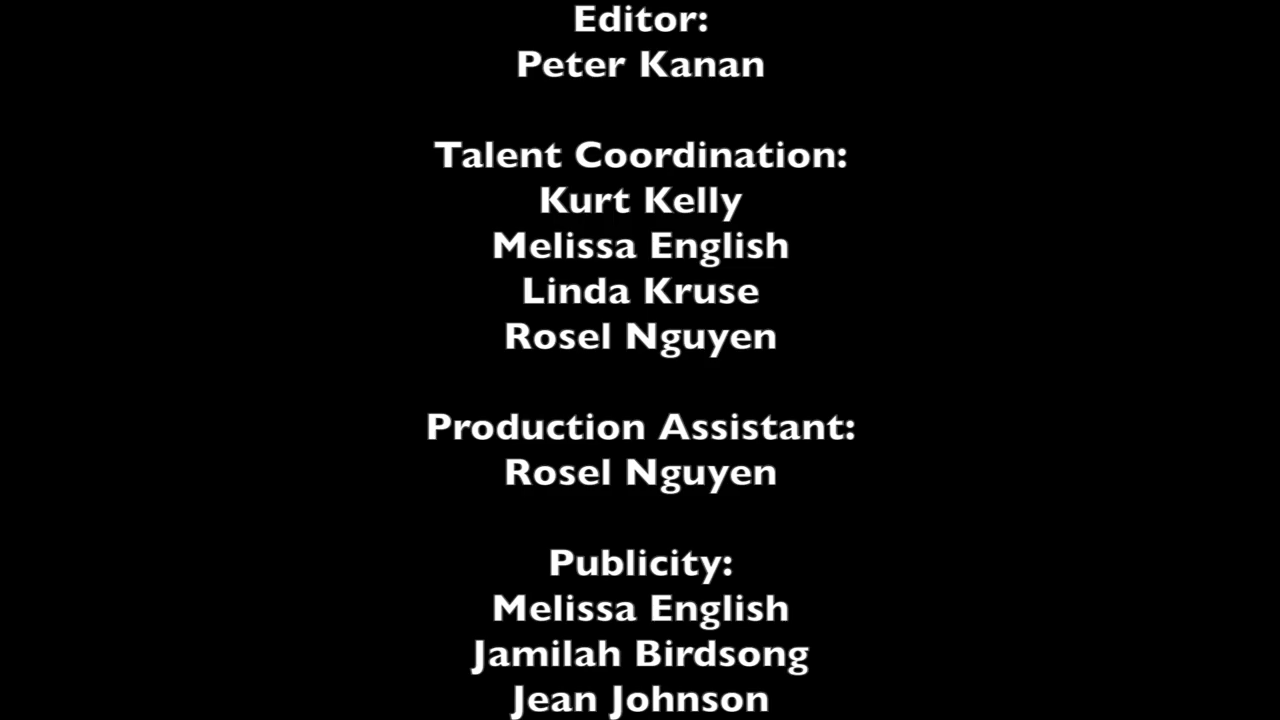 Editor:
Peter Kanan
Talent Coordination:
Kurt Kelly
Melissa English
Linda Kruse
Rosel Nguyen
Production Assistant:
Rosel Nguyen
Publicity:
Melissa English
Jamilah Birdsong
Jean Johnson